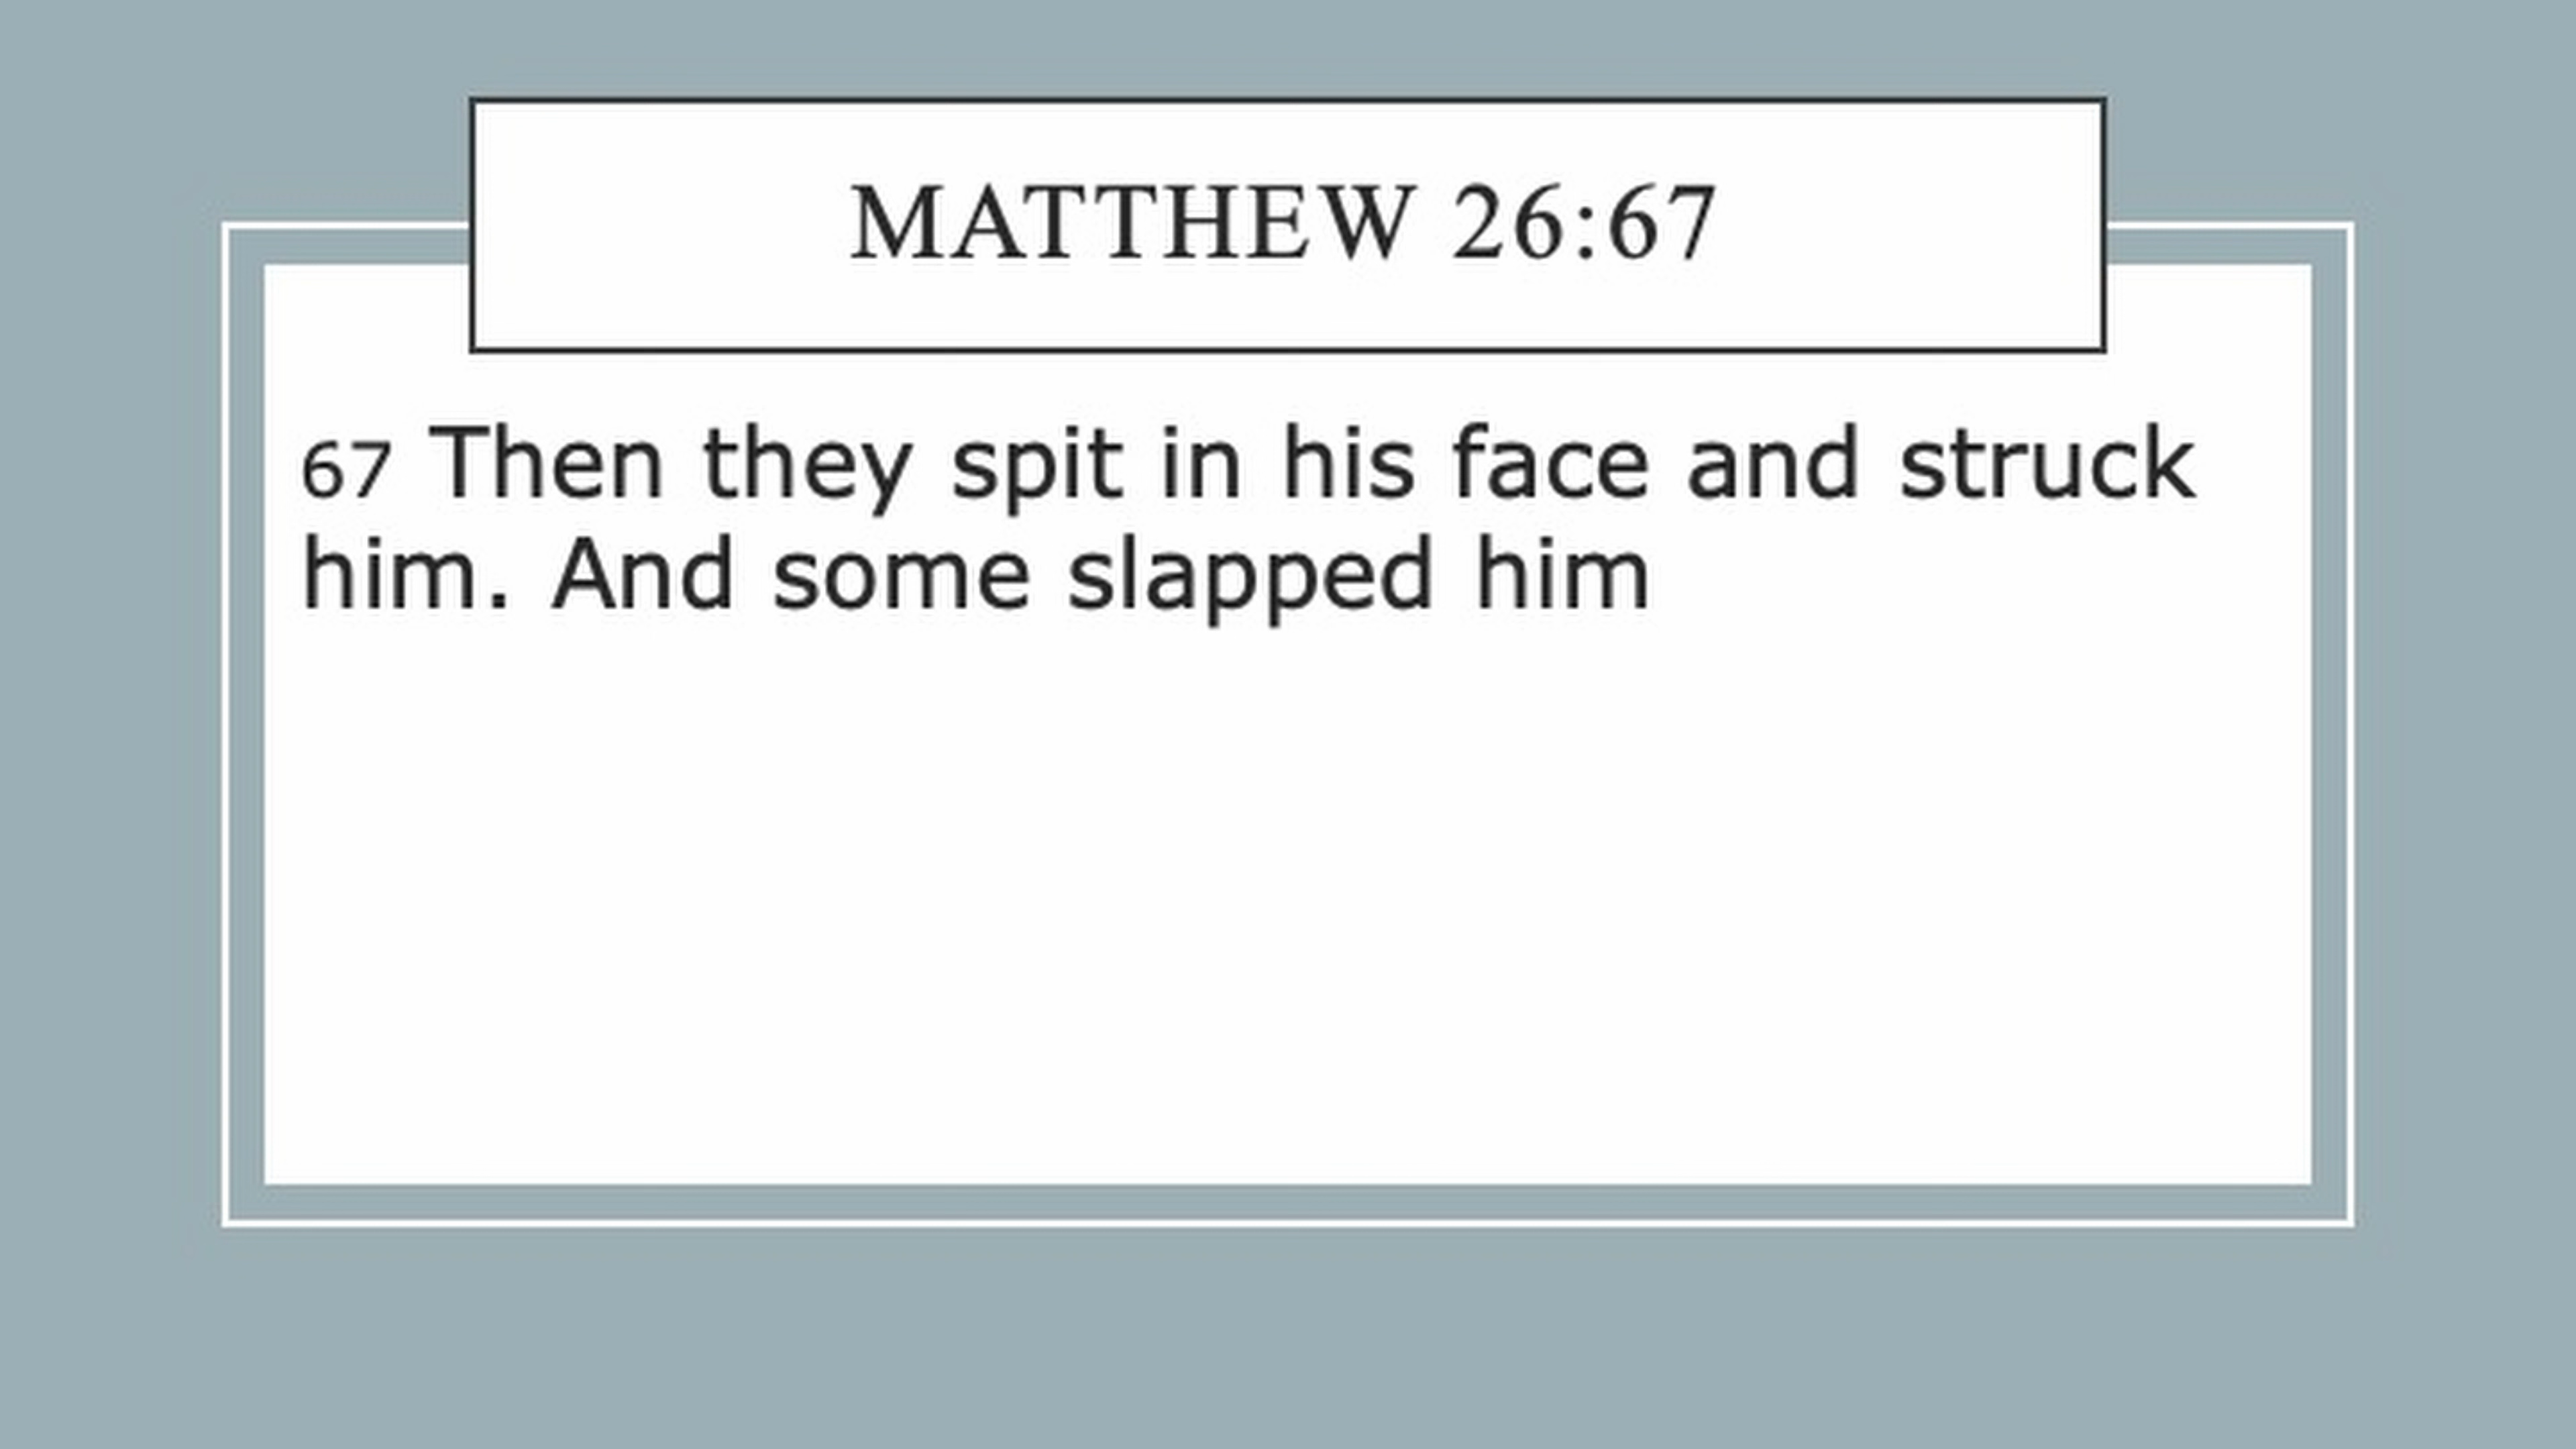 MATTHEW 26:67
67 Then they spit in his face and struck
him. And some slapped him